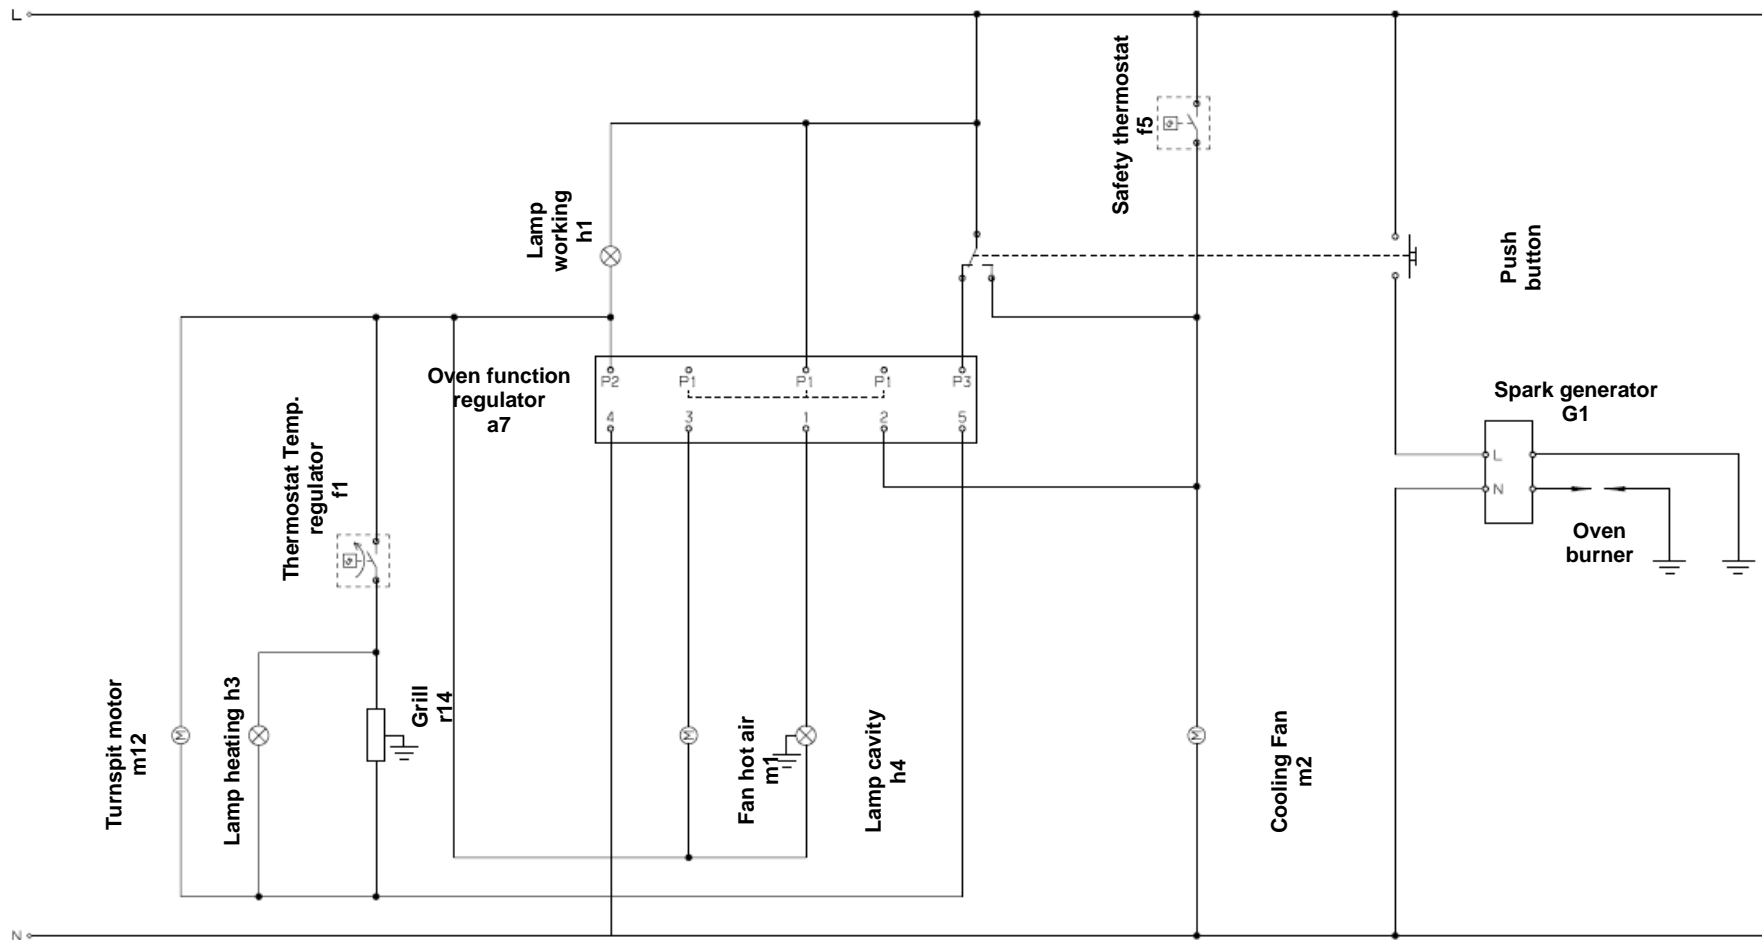 L
Safety thermostat
f5
Lamp
working
h1
Push
button
Oven function
regulator
a7
P2
P1
P1
P1
P3
4
3
1
2
5
Spark generator
G1
L
N
Oven
burner
Thermostat Temp.
regulator
f1
Turnspit motor
m12
M
Lamp heating h3
Grill
r14
M
Fan hot air
m1
Lamp cavity
h4
M
Cooling Fan
m2
N